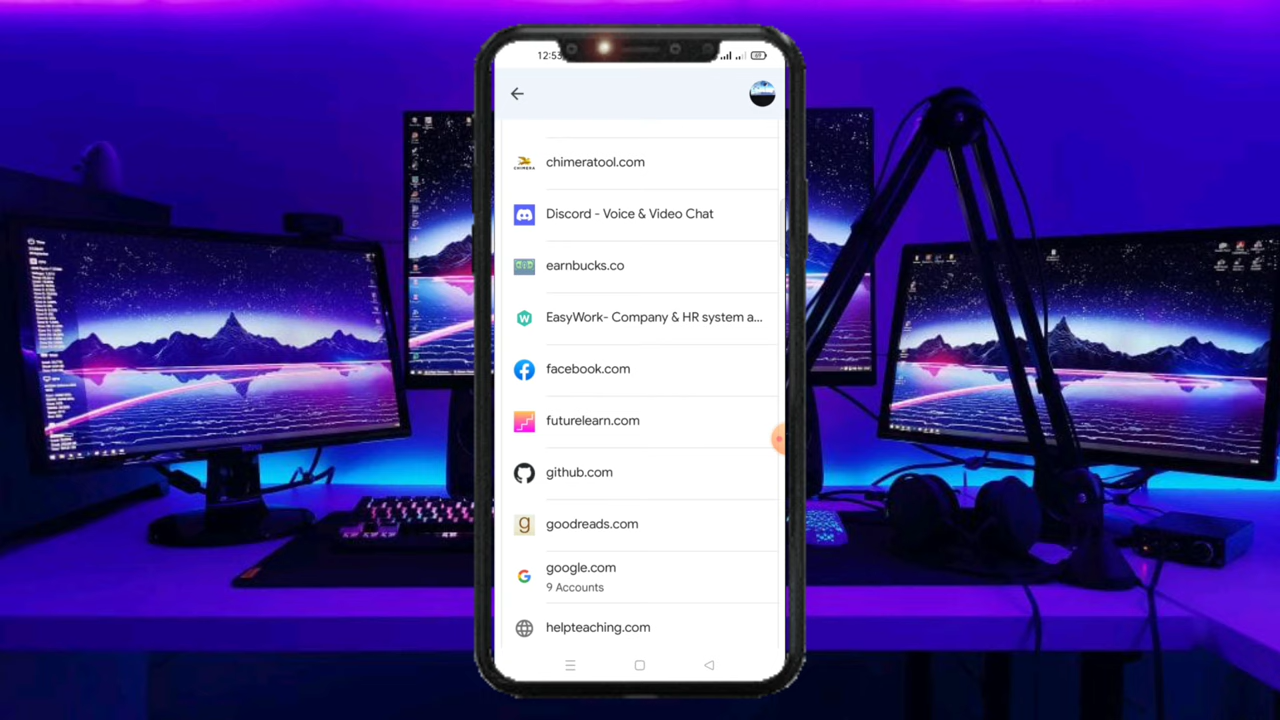 12:53
chimeratool.com
CHIMERA
Discord - Voice & Video Chat
earnbucks.co
EasyWork- Company & HR system a...
facebook.com
futurelearn.com
github.com
goodreads.com
google.com
9 Accounts
helpteaching.com